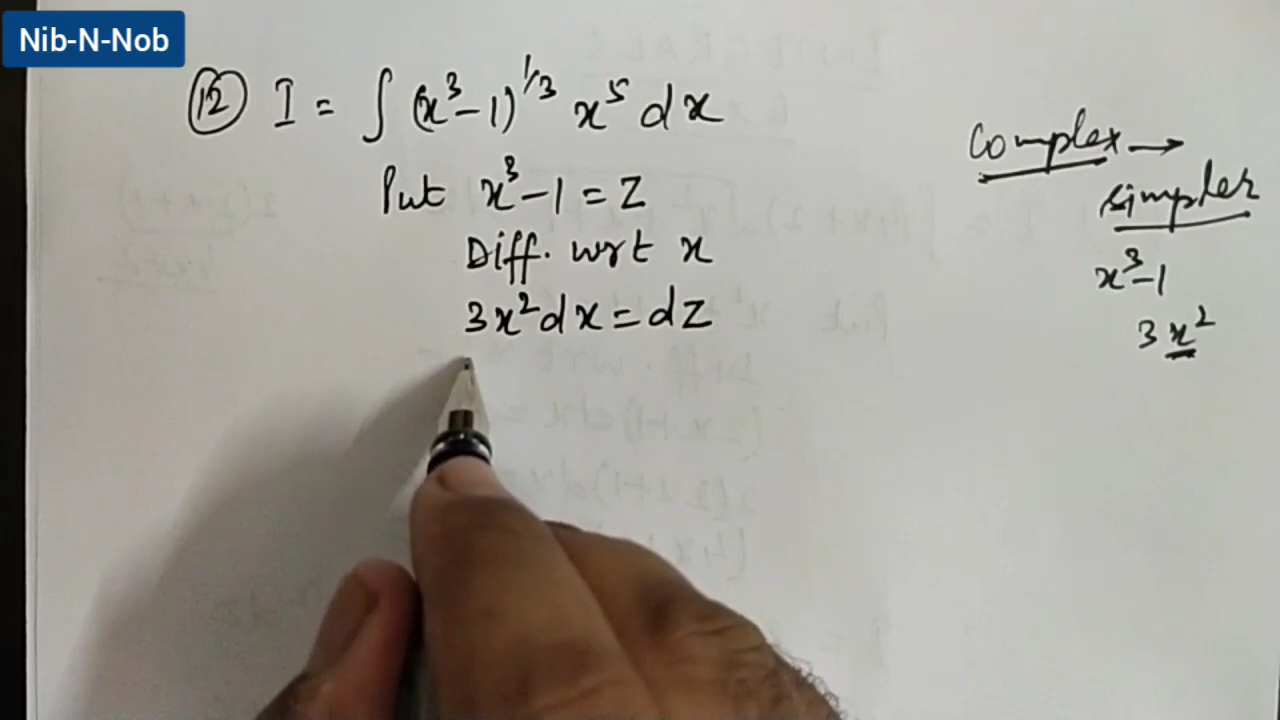 Nib-N-Nob
(12) I = ∫ (x³-1)^1/3 x⁵ dx
Put x³-1 = Z
Diff. wrt x
3x² dx = dZ
Complex →
simpler
x³-1
3x²